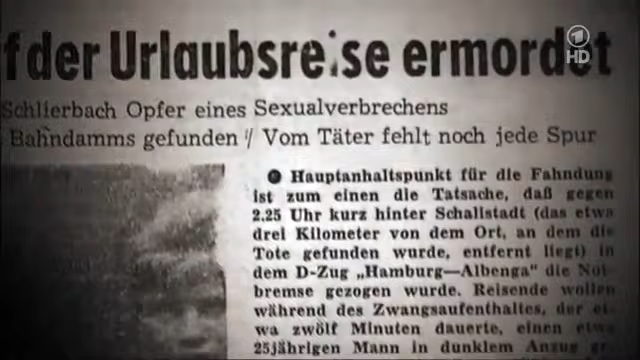 f der Urlaubsreise ermordet
Schlierbach Opfer eines Sexualverbrechens
Bahndamms gefunden // Vom Täter fehlt noch jede Spur
Hauptanhaltspunkt für die Fahndung
ist zum einen die Tatsache, daß gegen
2.25 Uhr kurz hinter Schallstadt (das etwa
drei Kilometer von dem Ort, an dem die
Tote gefunden wurde, entfernt liegt) in
dem D-Zug „Hamburg—Albenga" die Not-
bremse gezogen wurde. Reisende wollen
während des Zwangsaufenthaltes, der et-
wa zwölf Minuten dauerte, einen etwa
25jährigen Mann in dunklem Anzug
ARD
HD